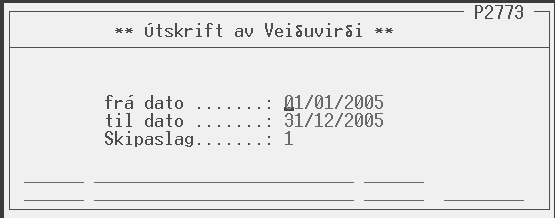 P2773
** Útskrift av Veiðuvirði **
frá dato .......: 01/01/2005
til dato .......: 31/12/2005
Skipaslag.......: 1